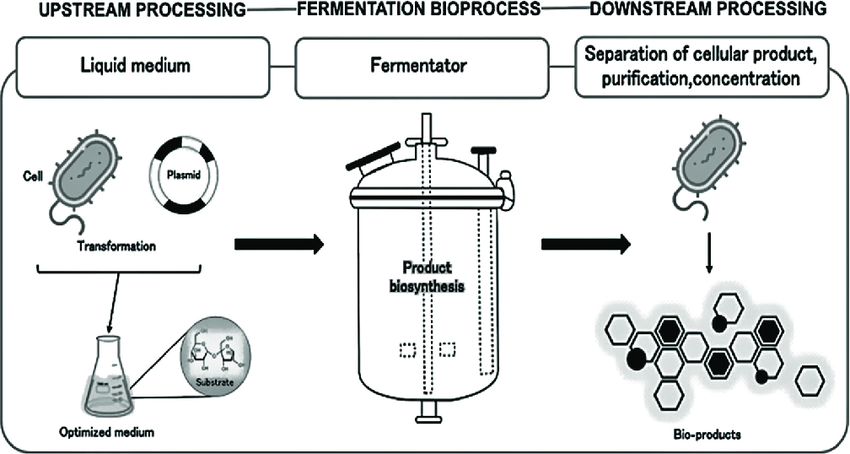 UPSTREAM PROCESSING FERMENTATION BIOPROCESS DOWNSTREAM PROCESSING
Liquid medium
Fermentator
Separation of cellular product,
purification,concentration
Cell
Plasmid
Transformation
Product
biosynthesis
Substrate
Optimized medium
Bio-products